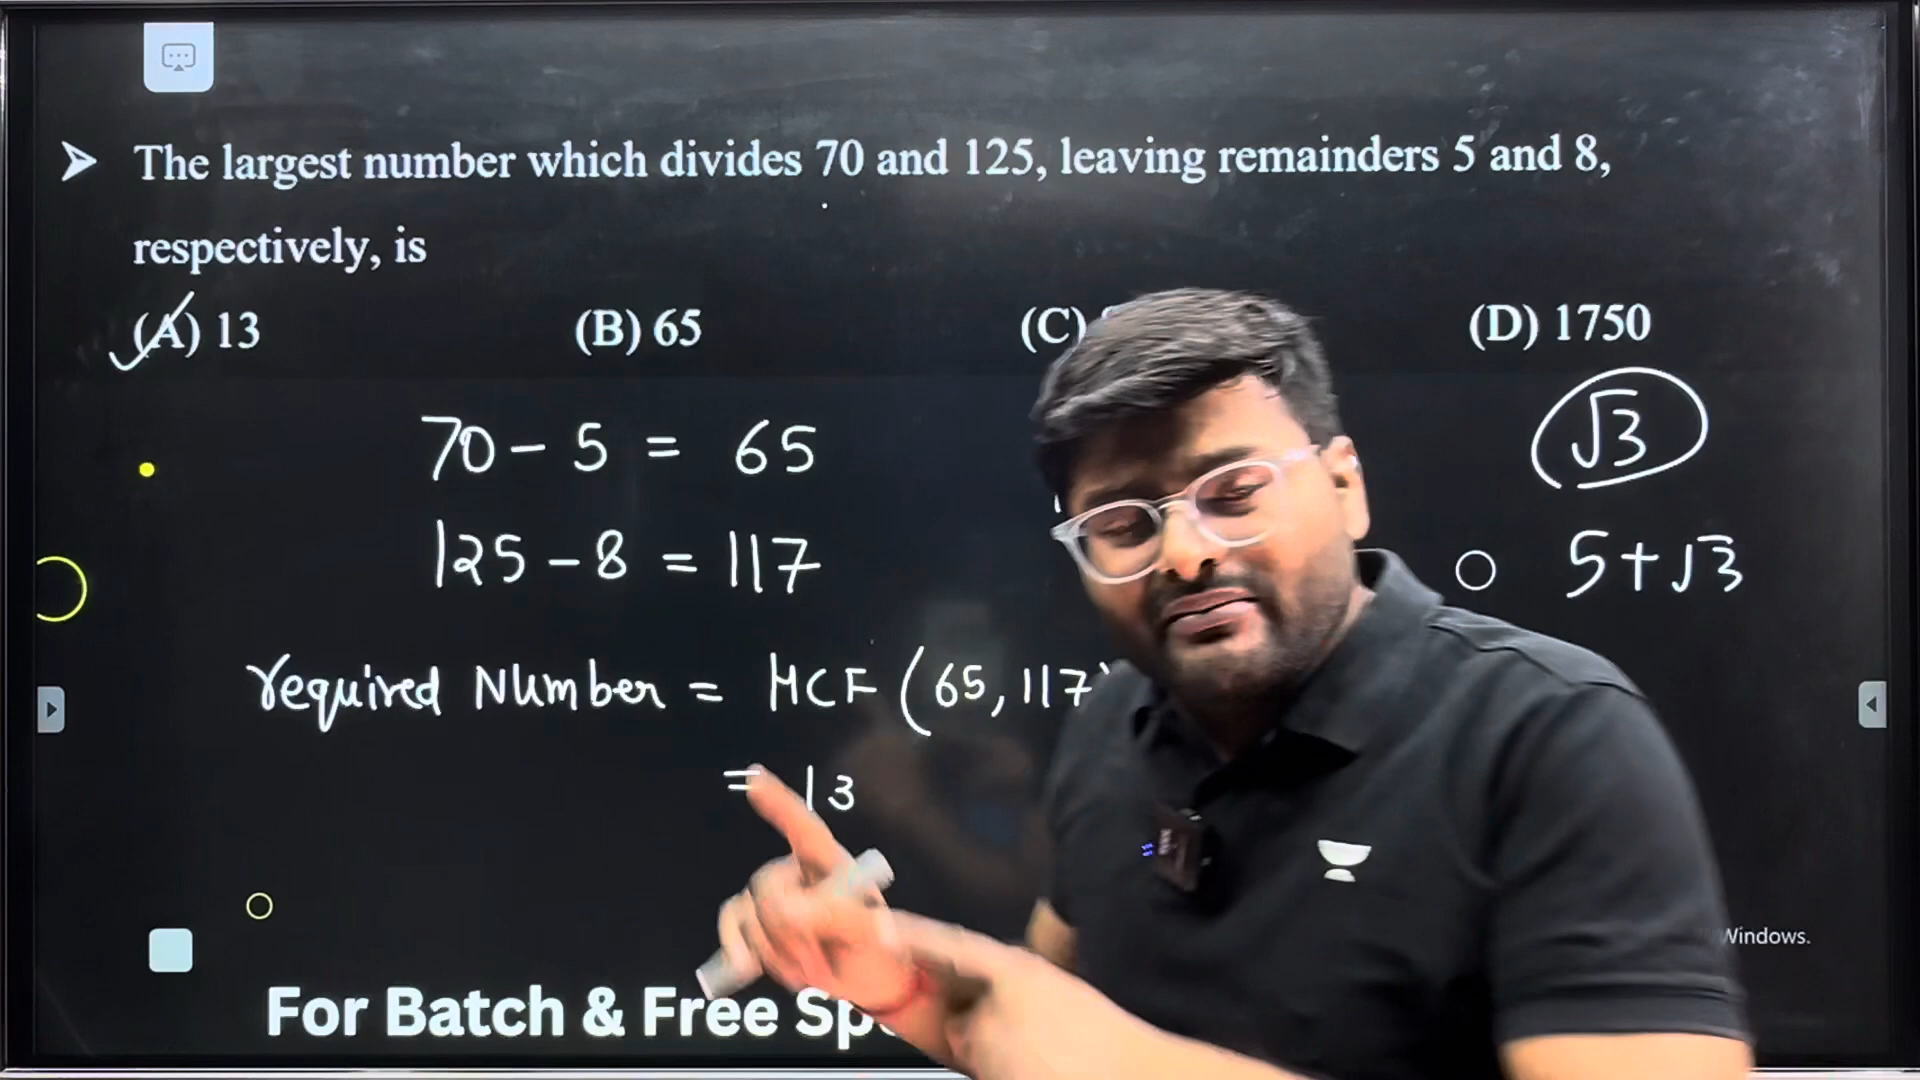 The largest number which divides 70 and 125, leaving remainders 5 and 8,
respectively, is
(A) 13 (B) 65 (C) (D) 1750
70 - 5 = 65
125 - 8 = 117
required Number = HCF (65, 117
= 13
√3
5+√3
Windows.
For Batch & Free